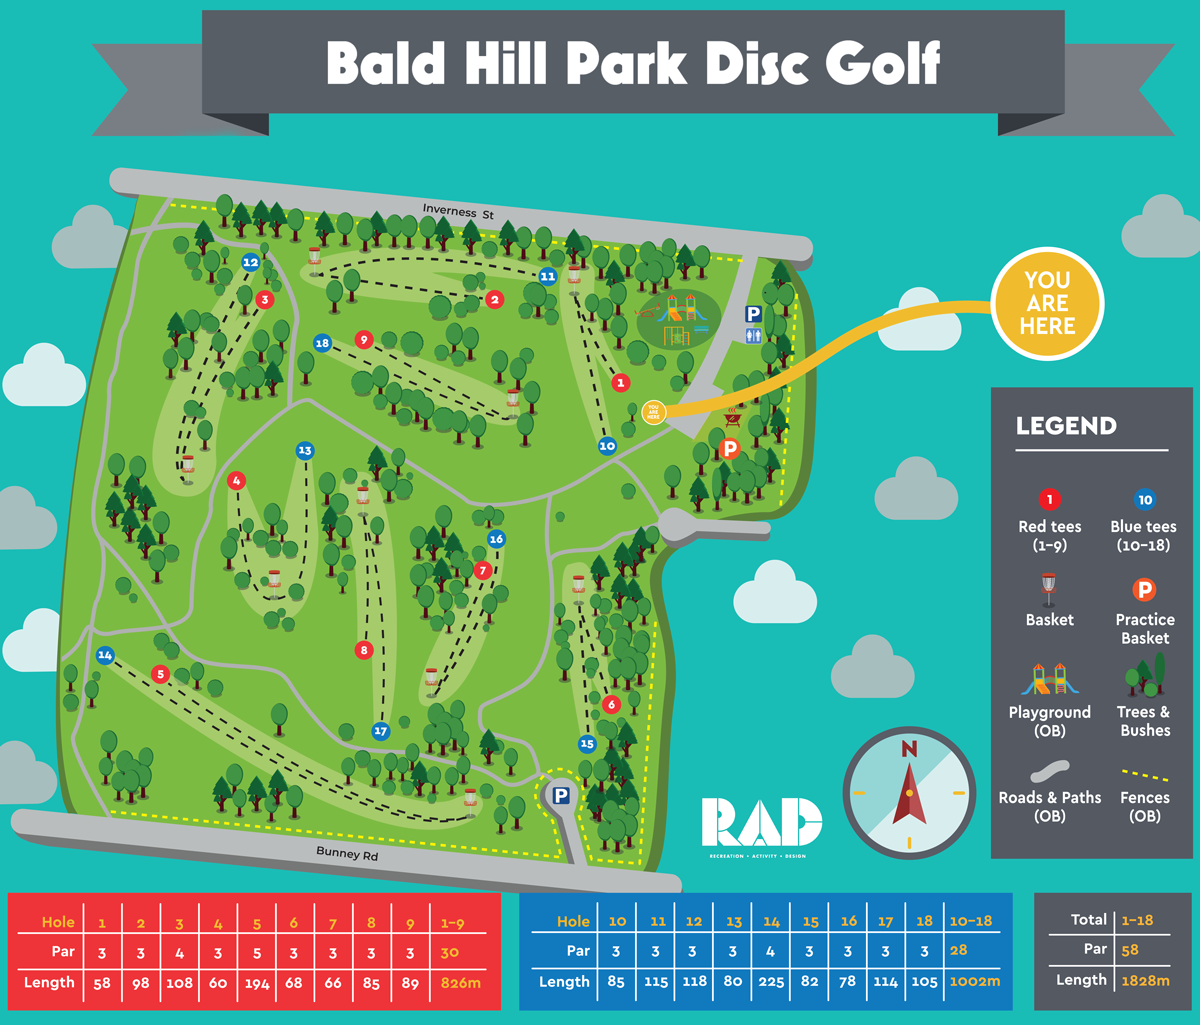 Bald Hill Park Disc Golf
Inverness St
YOU
ARE
HERE
12
3
11
2
P
18
9
1
YOU
ARE
HERE
10
P
13
4
16
7
14
5
8
6
17
15
P
Bunney Rd
LEGEND
1
10
Red tees
(1–9)
Blue tees
(10–18)
P
Basket
Practice
Basket
Playground
(OB)
Trees &
Bushes
Roads & Paths
(OB)
Fences
(OB)
N
RAD
RECREATION • ACTIVITY • DESIGN
Hole 1 2 3 4 5 6 7 8 9 1–9
Par 3 3 4 3 5 3 3 3 3 30
Length 58 98 108 60 194 68 66 85 89 826m
Hole 10 11 12 13 14 15 16 17 18 10–18
Par 3 3 3 3 4 3 3 3 3 28
Length 85 115 118 80 225 82 78 114 105 1002m
Total 1–18
Par 58
Length 1828m